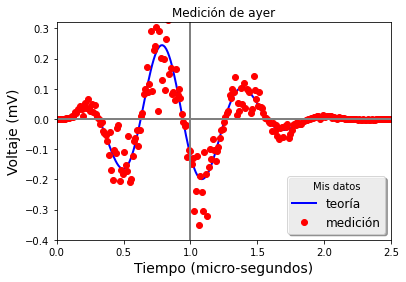 Medición de ayer
Voltaje (mV)
0.3
0.2
0.1
0.0
−0.1
−0.2
−0.3
−0.4
0.0 0.5 1.0 1.5 2.0 2.5
Tiempo (micro-segundos)
Mis datos
teoría
medición